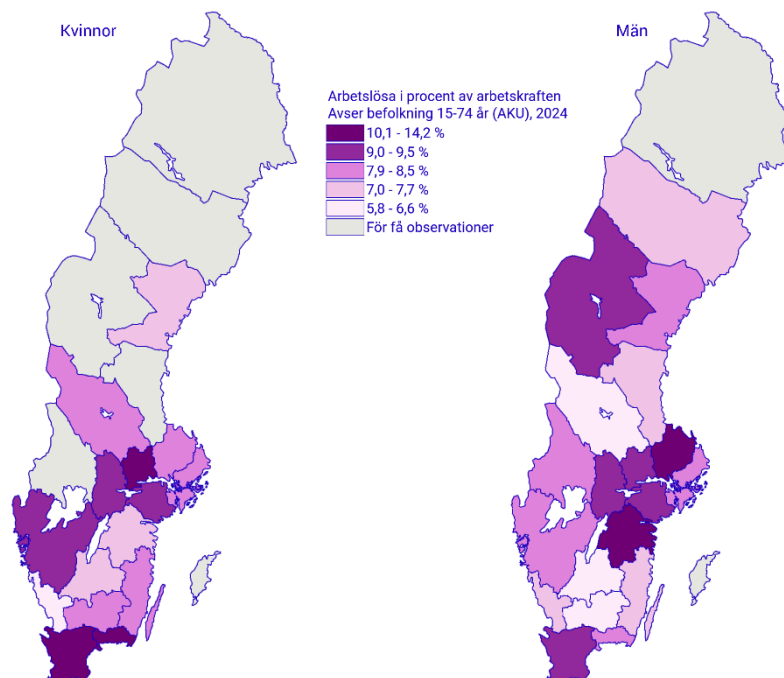 Kvinnor
Män
Arbetslösa i procent av arbetskraften
Avser befolkning 15-74 år (AKU), 2024
10,1 - 14,2 %
9,0 - 9,5 %
7,9 - 8,5 %
7,0 - 7,7 %
5,8 - 6,6 %
För få observationer